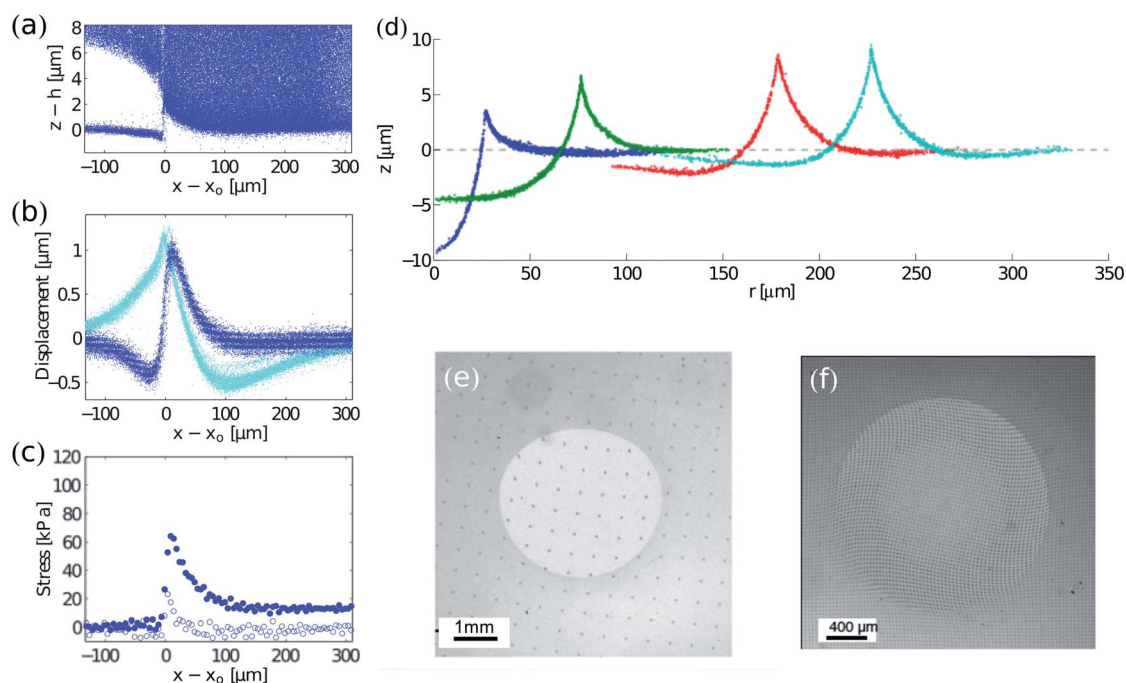 (a)
8
6
4
2
0
z – h [μm]
−100 0 100 200 300
x − xo [μm]
(b)
1
0.5
0
−0.5
Displacement [μm]
−100 0 100 200 300
x − xo [μm]
(c)
120
100
80
60
40
20
0
Stress [kPa]
−100 0 100 200 300
x − xo [μm]
(d)
10
5
0
−5
−10
z [μm]
0 50 100 150 200 250 300 350
r [μm]
(e)
1mm
(f)
400 μm